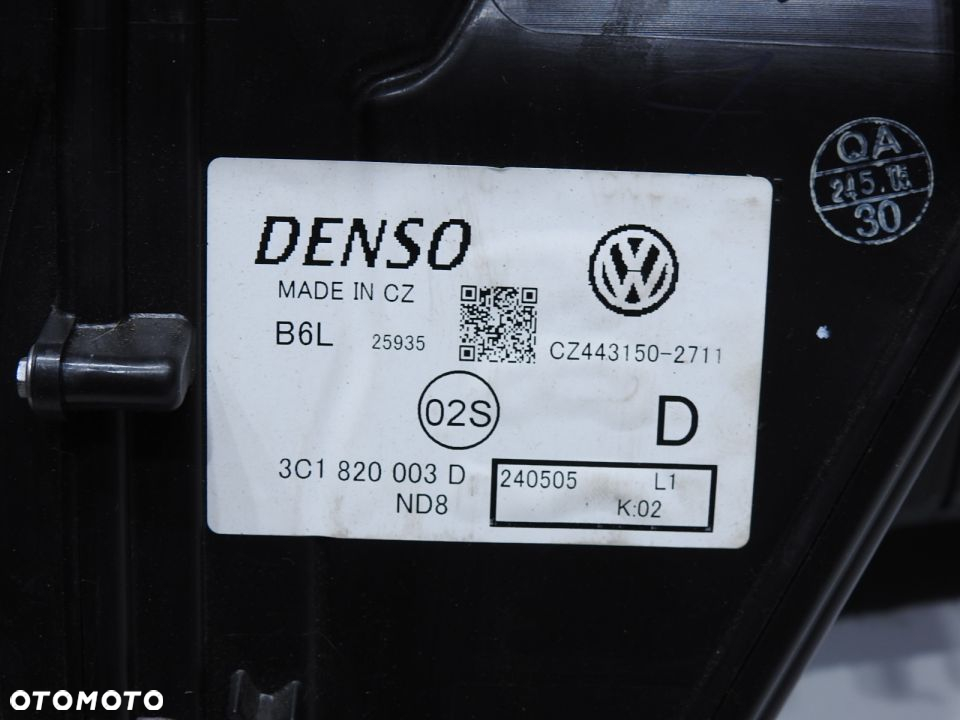 DENSO
MADE IN CZ
B6L 25935
CZ443150-2711
02S
D
3C1 820 003 D
ND8
240505 L1
K:02
QA
30
OTOMOTO